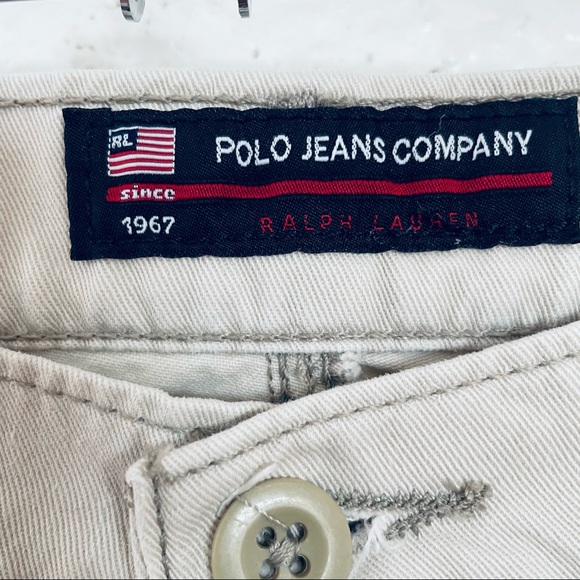 RL
POLO JEANS COMPANY
since
1967
RALPH LAUREN